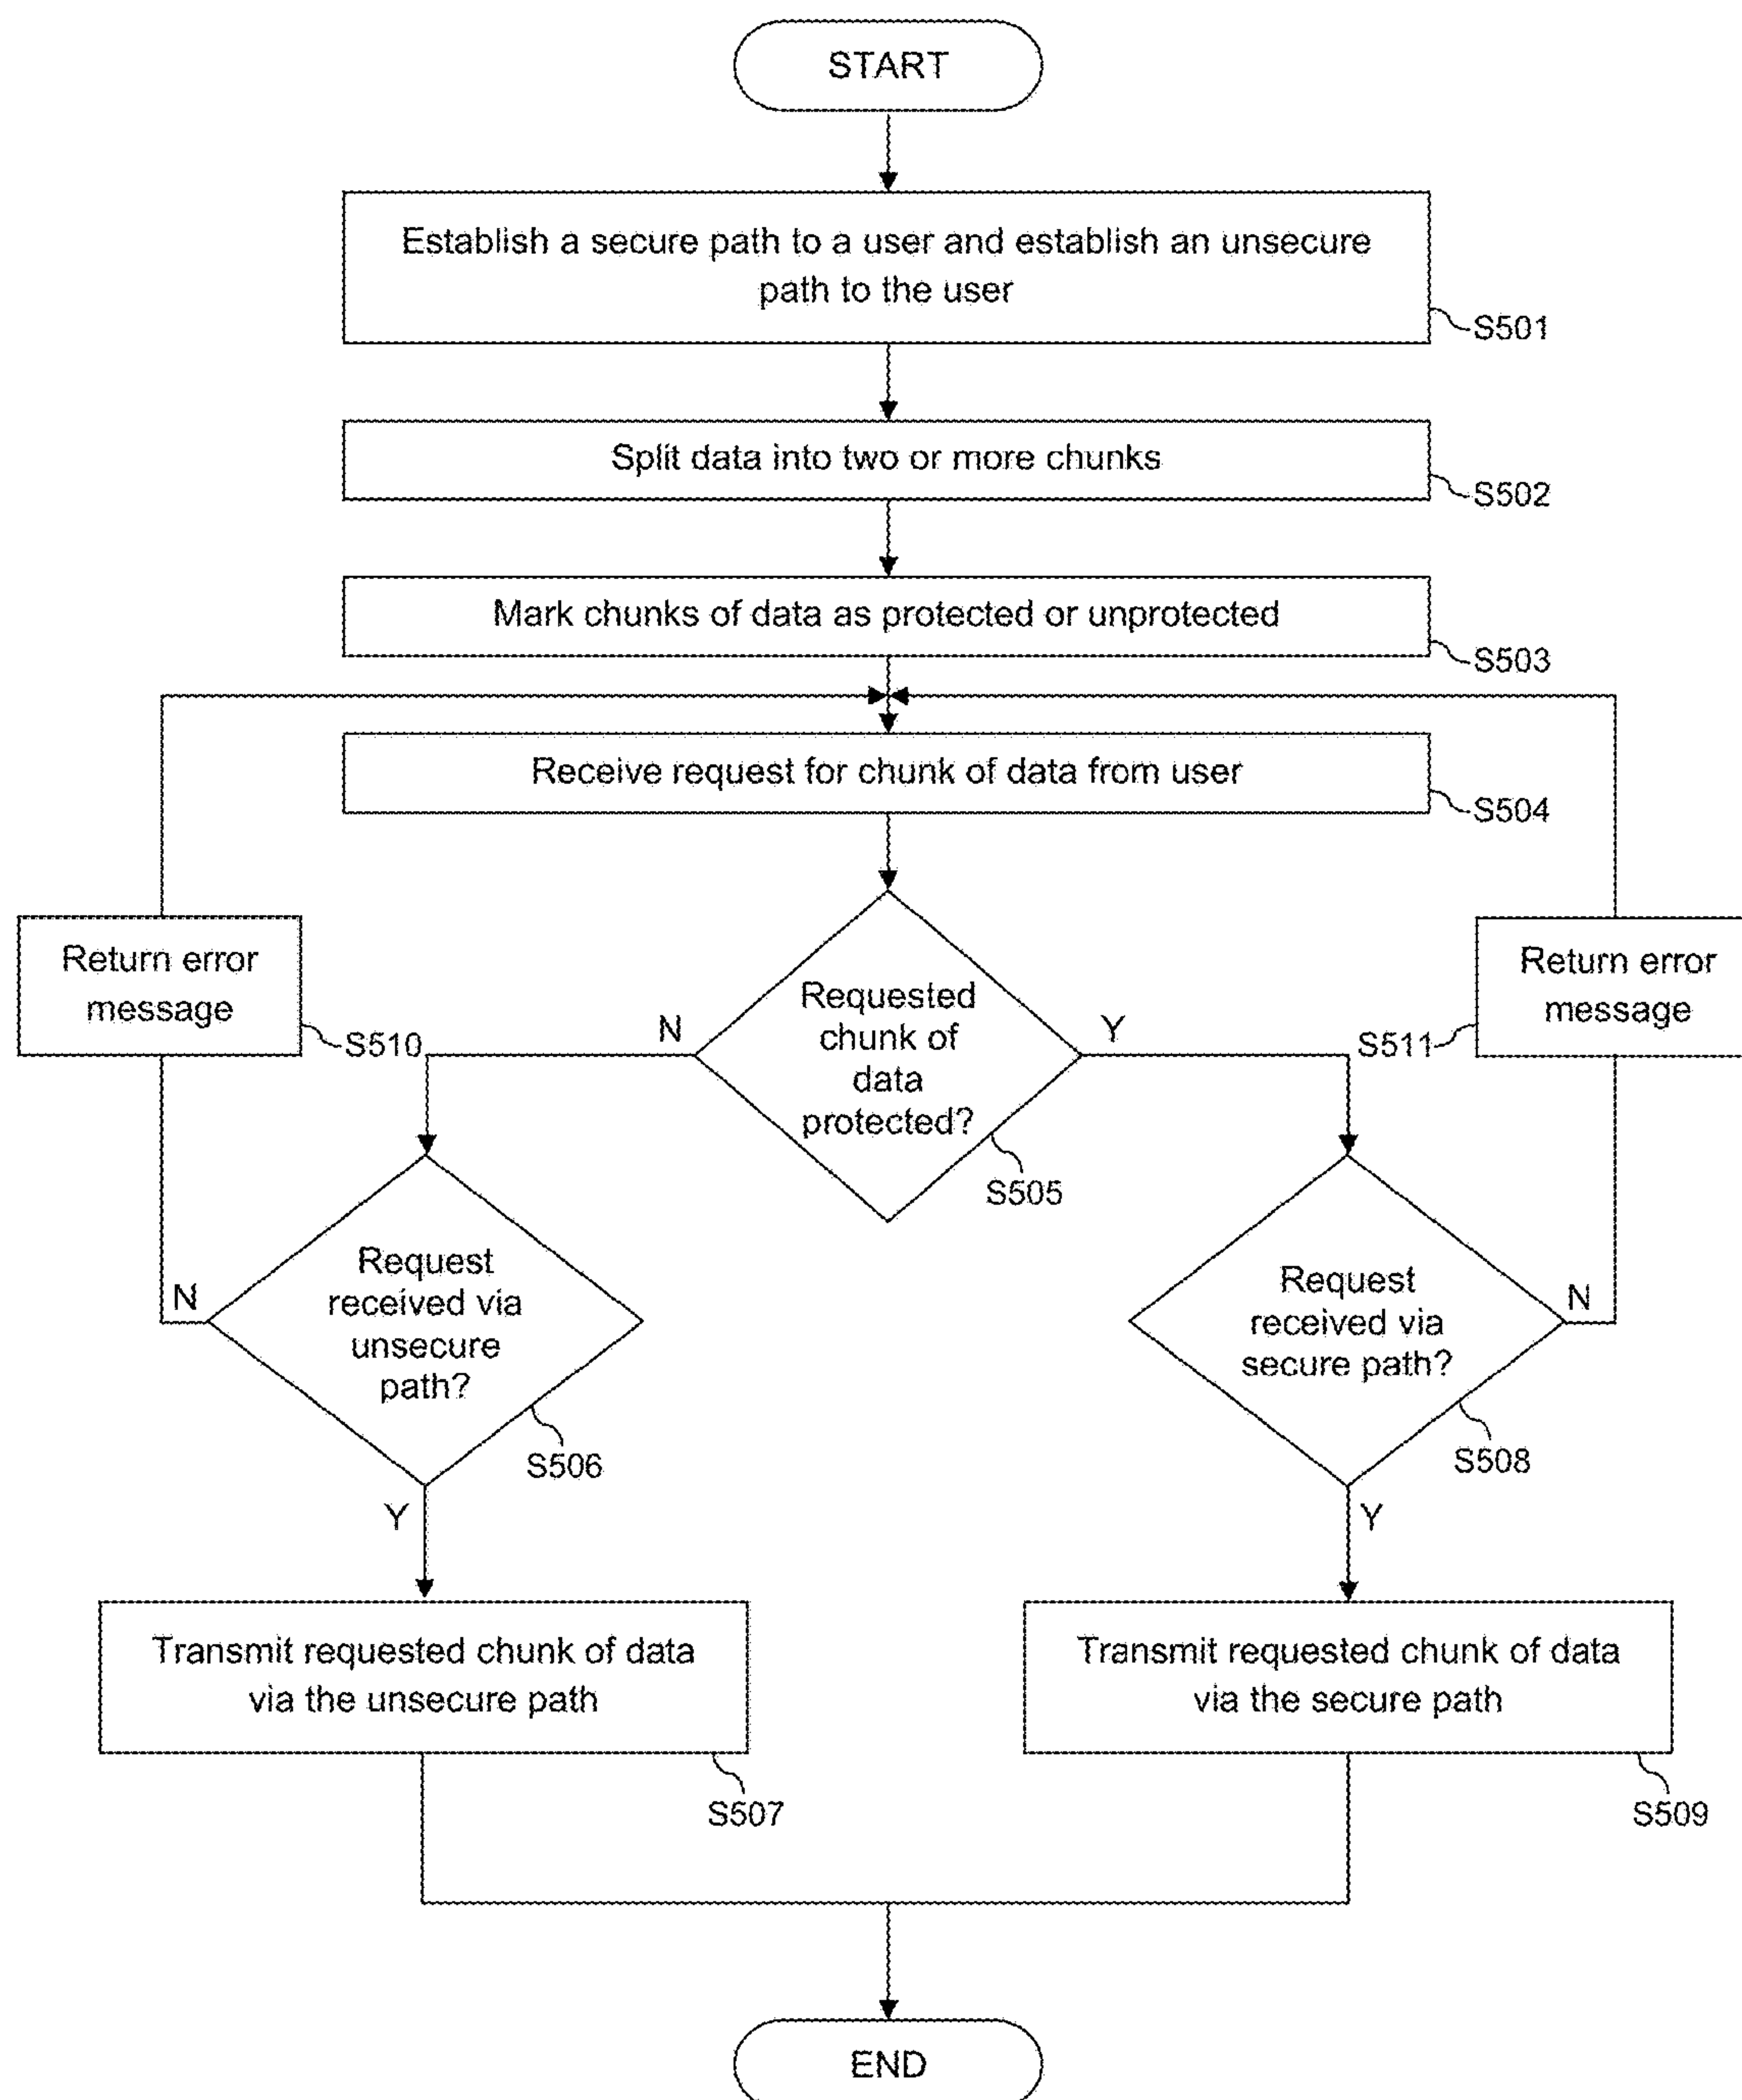 START
Establish a secure path to a user and establish an unsecure
path to the user
S501
Split data into two or more chunks
S502
Mark chunks of data as protected or unprotected
S503
Receive request for chunk of data from user
S504
Return error
message
S510
Requested
chunk of
data
protected?
N
Y
S505
Return error
message
S511
Request
received via
unsecure
path?
N
S506
Y
Request
received via
secure path?
N
S508
Y
Transmit requested chunk of data
via the unsecure path
S507
Transmit requested chunk of data
via the secure path
S509
END